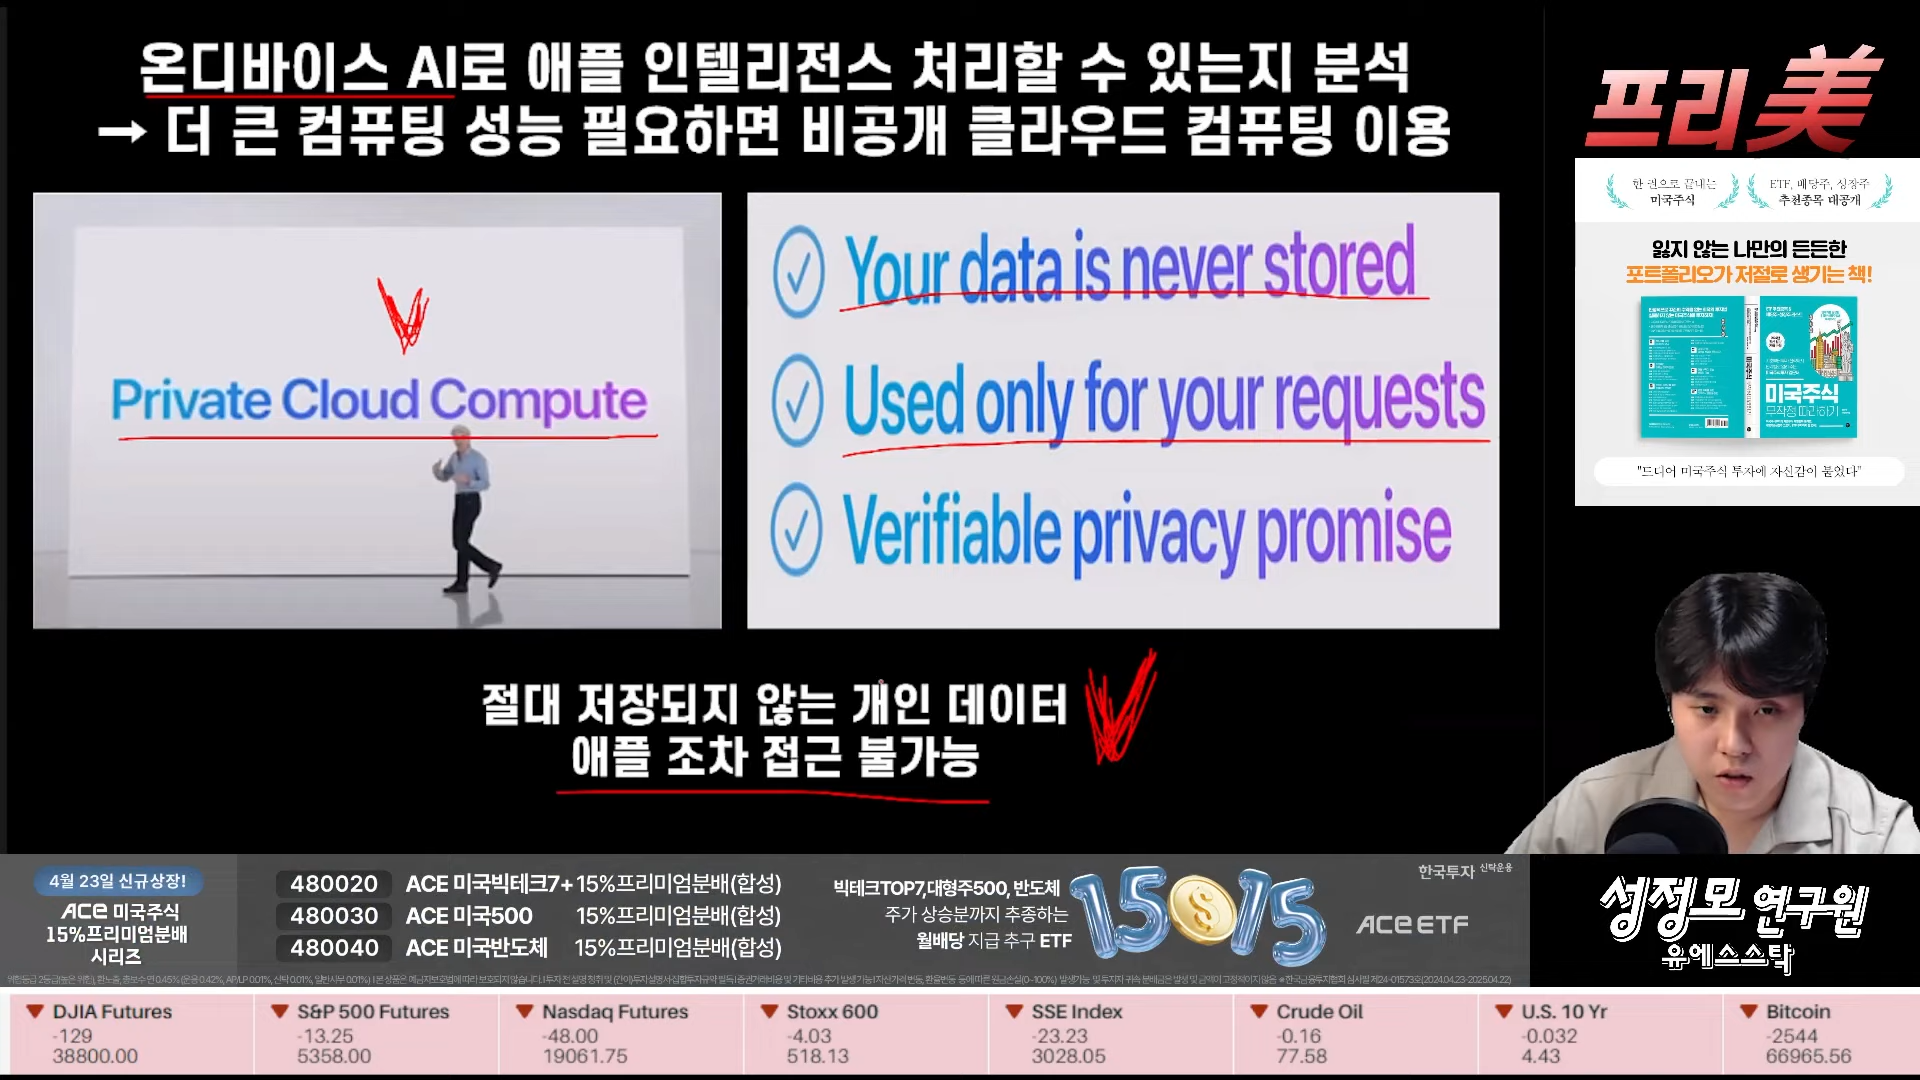 온디바이스 AI로 애플 인텔리전스 처리할 수 있는지 분석
→ 더 큰 컴퓨팅 성능 필요하면 비공개 클라우드 컴퓨팅 이용
Private Cloud Compute
Your data is never stored
Used only for your requests
Verifiable privacy promise
절대 저장되지 않는 개인 데이터
애플 조차 접근 불가능
프리美
한 권으로 끝내는
미국주식
ETF, 배당주, 성장주
추천종목 대공개
잃지 않는 나만의 든든한
포트폴리오가 저절로 생기는 책!
미국주식
무작정 따라하기
"드디어 미국주식 투자에 자신감이 붙었다"
성정모 연구원
유에스스탁
4월 23일 신규상장!
ACE 미국주식
15%프리미엄분배
시리즈
480020 ACE 미국빅테크7+ 15%프리미엄분배(합성)
480030 ACE 미국500 15%프리미엄분배(합성)
480040 ACE 미국반도체 15%프리미엄분배(합성)
빅테크TOP7,대형주500, 반도체
주가 상승분까지 추종하는
월배당 지급 추구 ETF
15 15
한국투자 신탁운용
ACE ETF
DJIA Futures
-129
38800.00
S&P 500 Futures
-13.25
5358.00
Nasdaq Futures
-48.00
19061.75
Stoxx 600
-4.03
518.13
SSE Index
-23.23
3028.05
Crude Oil
-0.16
77.58
U.S. 10 Yr
-0.032
4.43
Bitcoin
-2544
66965.56